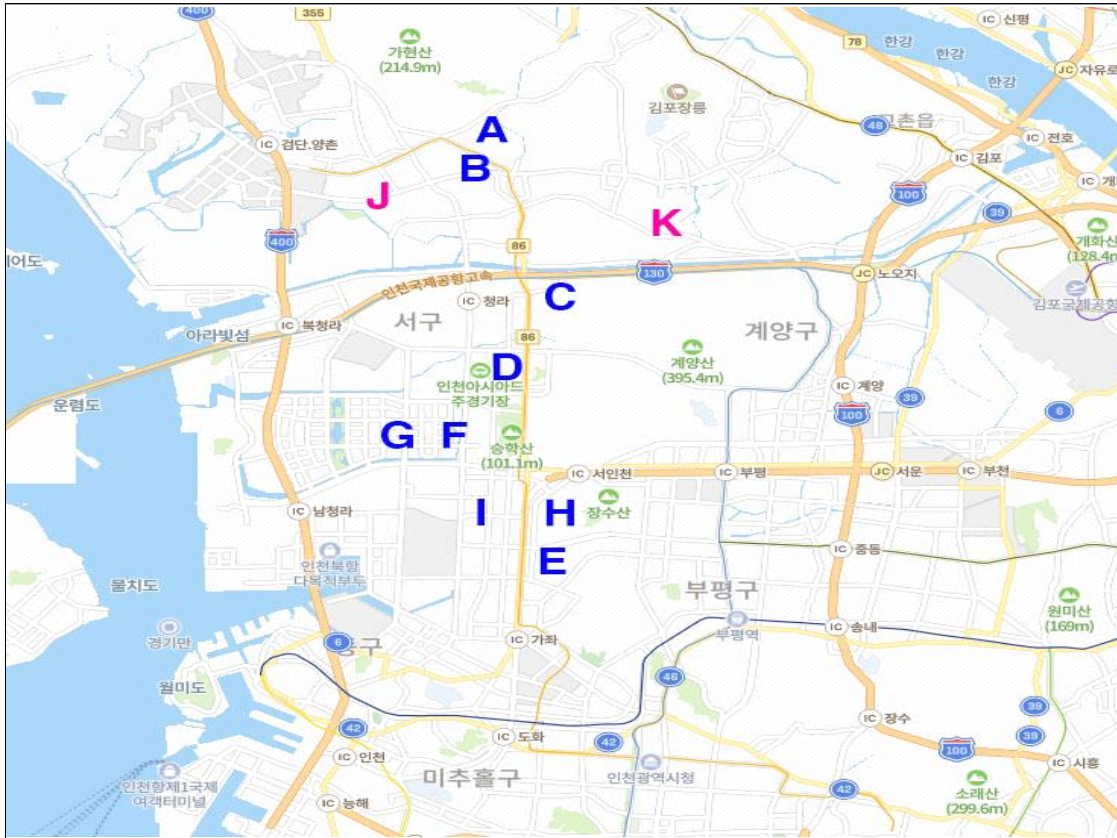 400
355
가현산
(214.9m)
78
IC 신평
한강
한강
한강
JC 자유로
김포장릉
48
고촌읍
IC 전호
IC 김포
IC 개
A
IC 검단.양촌
B
J
100
39
K
400
86
개화산
(128.4m
이어도
인천국제공항고속
130
JC 노오지
김포국제공항
IC 청라
C
서구
계양구
IC 북청라
아라빛섬
86
D
인천아시아드
주경기장
계양산
(395.4m)
운렴도
IC 계양
39
100
6
G
F
승학산
(101.1m)
IC 서인천
IC 부평
JC 서운
IC 부천
IC 남청라
I
H
장수산
E
인천북항
다목적부두
IC 중동
물치도
부평구
원미산
(169m)
경기만
6
동구
IC 가좌
부평역
IC 송내
월미도
46
39
42
IC 장수
IC 도화
42
39
IC 인천
100
인천항제1국제
여객터미널
미추홀구
인천광역시청
IC 시흥
IC 능해
42
소래산
(299.6m)